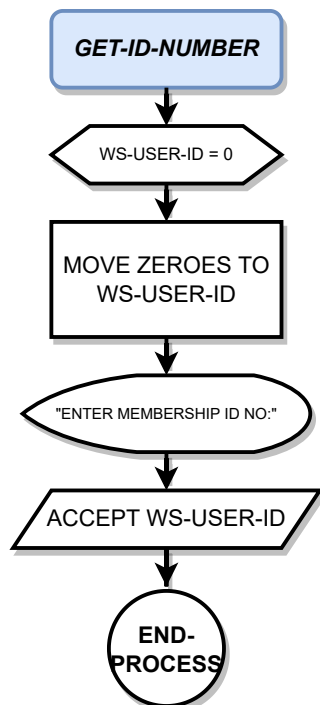 GET-ID-NUMBER
WS-USER-ID = 0
MOVE ZEROES TO
WS-USER-ID
"ENTER MEMBERSHIP ID NO:"
ACCEPT WS-USER-ID
END-
PROCESS